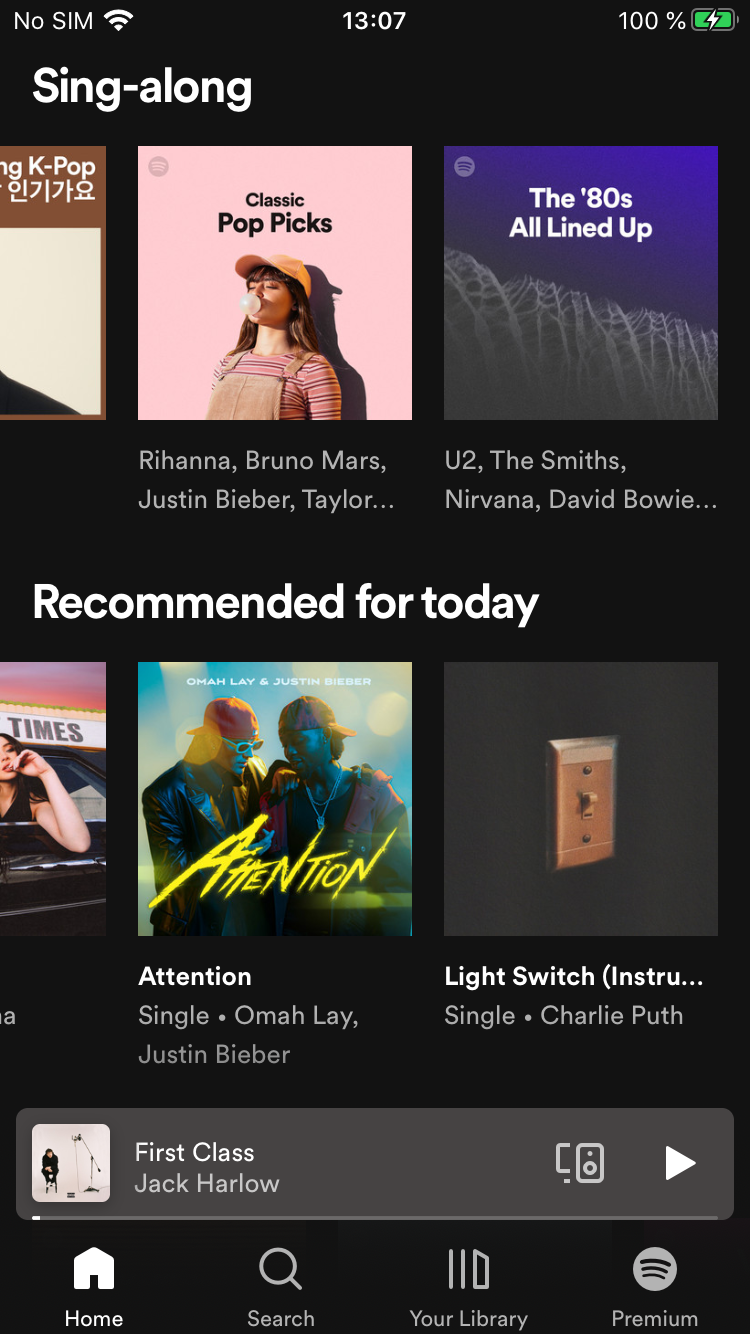 No SIM 13:07 100 %
Sing-along
ng K-Pop
인기가요
Classic
Pop Picks
The '80s
All Lined Up
Rihanna, Bruno Mars,
Justin Bieber, Taylor...
U2, The Smiths,
Nirvana, David Bowie...
Recommended for today
TIMES
OMAH LAY & JUSTIN BIEBER
ATTENTION
Attention
Single • Omah Lay,
Justin Bieber
Light Switch (Instru...
Single • Charlie Puth
First Class
Jack Harlow
Home
Search
Your Library
Premium